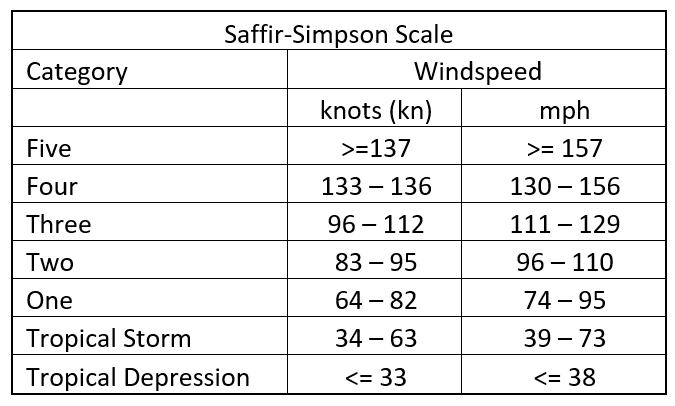 Saffir-Simpson Scale
Category Windspeed
knots (kn) mph
Five >=137 >= 157
Four 133 – 136 130 – 156
Three 96 – 112 111 – 129
Two 83 – 95 96 – 110
One 64 – 82 74 – 95
Tropical Storm 34 – 63 39 – 73
Tropical Depression <= 33 <= 38